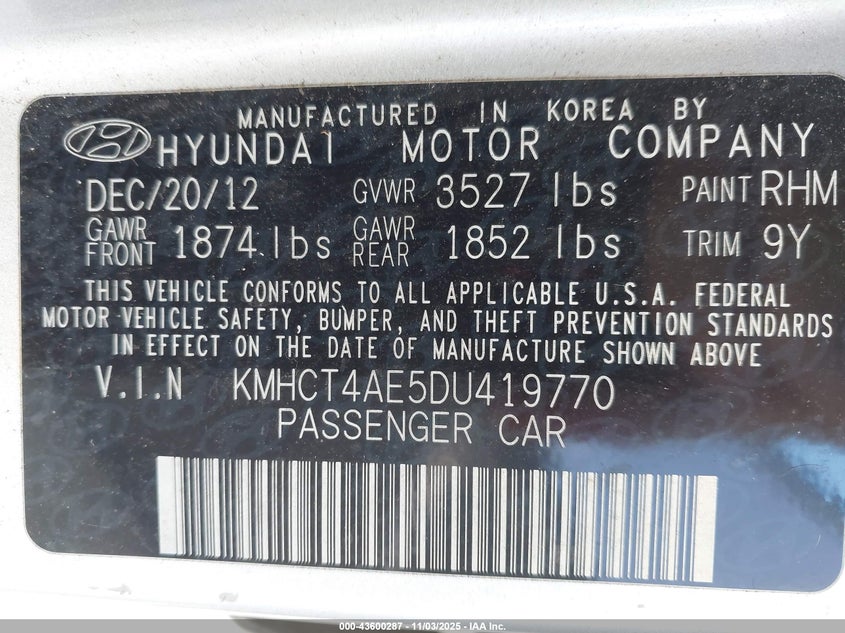 MANUFACTURED IN KOREA BY
HYUNDAI MOTOR COMPANY
DEC/20/12 GVWR 3527 lbs PAINT RHM
GAWR FRONT 1874 lbs GAWR REAR 1852 lbs TRIM 9Y
THIS VEHICLE CONFORMS TO ALL APPLICABLE U.S.A. FEDERAL
MOTOR VEHICLE SAFETY, BUMPER, AND THEFT PREVENTION STANDARDS
IN EFFECT ON THE DATE OF MANUFACTURE SHOWN ABOVE
V.I.N KMHCT4AE5DU419770
PASSENGER CAR
000-43600287 - 11/03/2025 - IAA Inc.